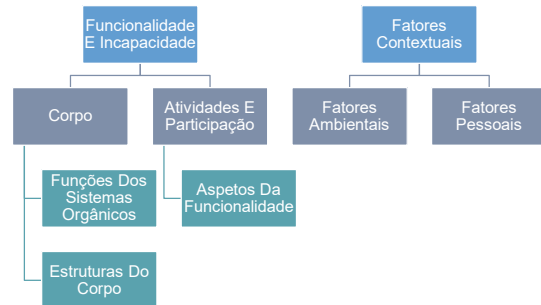 Funcionalidade
E Incapacidade
Fatores
Contextuais
Corpo
Atividades E
Participação
Fatores
Ambientais
Fatores
Pessoais
Funções Dos
Sistemas
Orgânicos
Aspetos Da
Funcionalidade
Estruturas Do
Corpo